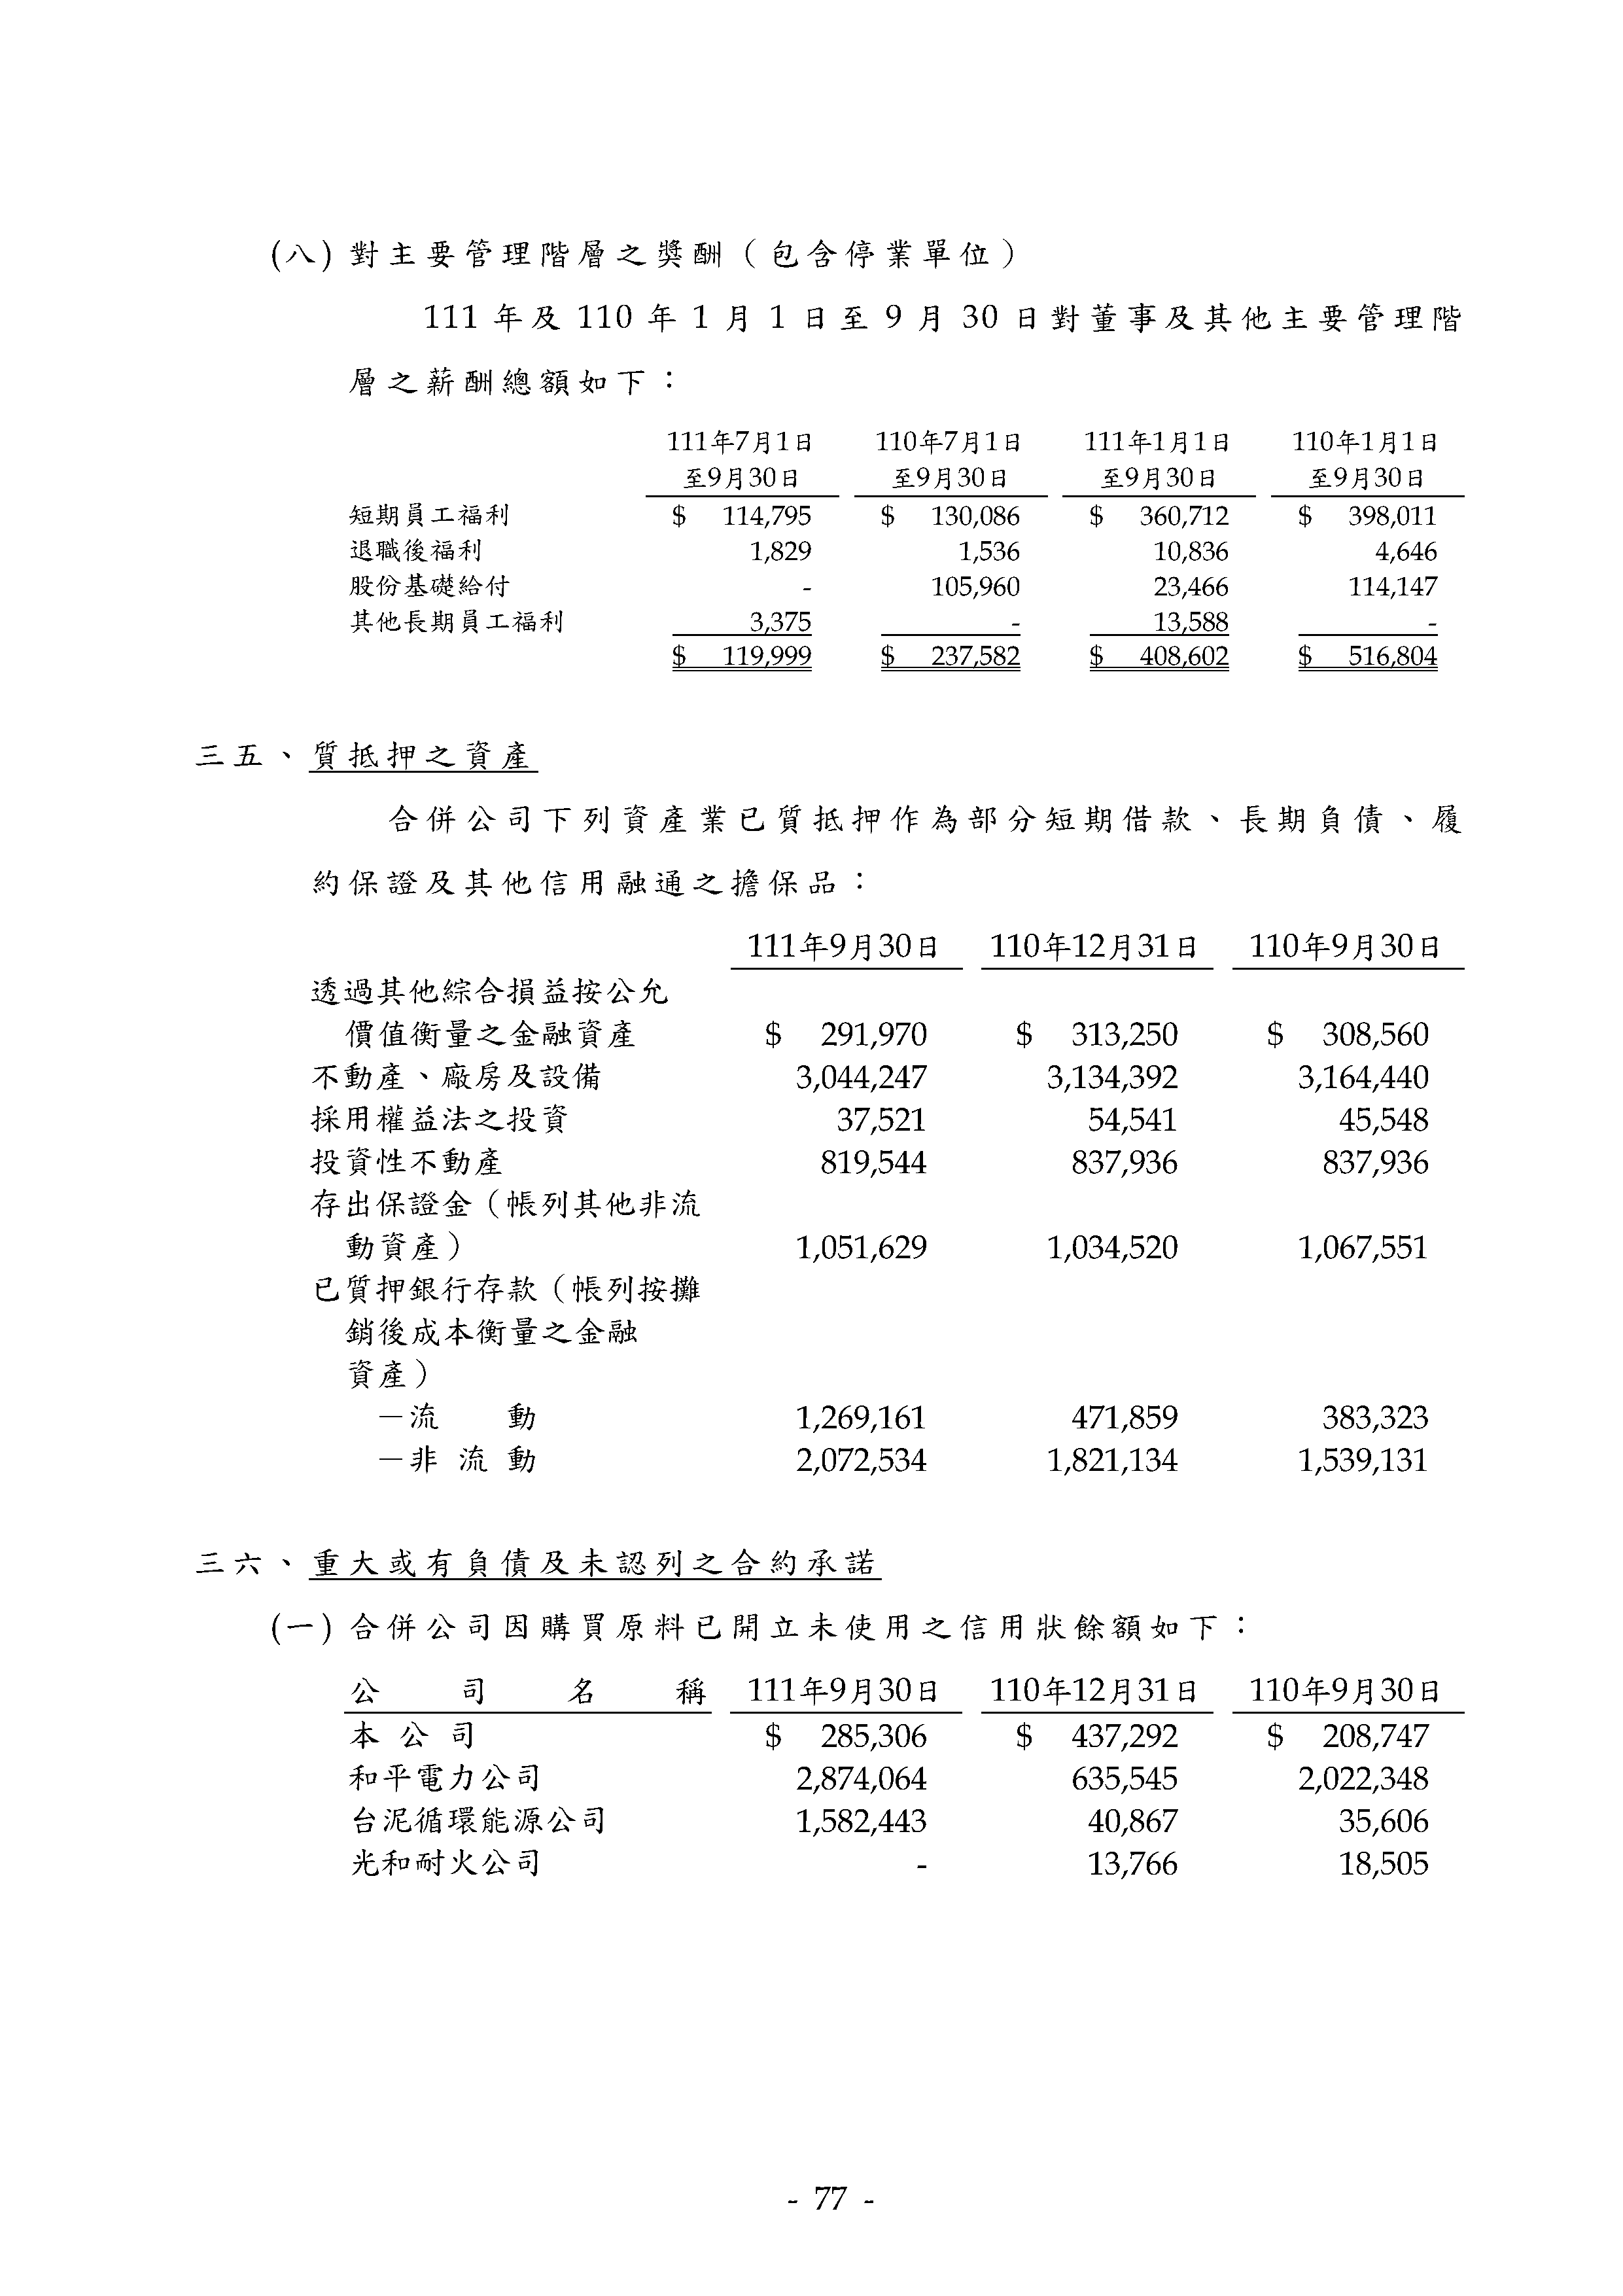 (八) 對主要管理階層之獎酬（包含停業單位）
111 年及 110 年 1 月 1 日至 9 月 30 日對董事及其他主要管理階
層之薪酬總額如下：
111年7月1日 110年7月1日 111年1月1日 110年1月1日
至9月30日 至9月30日 至9月30日 至9月30日
短期員工福利 $ 114,795 $ 130,086 $ 360,712 $ 398,011
退職後福利 1,829 1,536 10,836 4,646
股份基礎給付 - 105,960 23,466 114,147
其他長期員工福利 3,375 - 13,588 -
$ 119,999 $ 237,582 $ 408,602 $ 516,804
三五、質抵押之資產
合併公司下列資產業已質抵押作為部分短期借款、長期負債、履
約保證及其他信用融通之擔保品：
111年9月30日 110年12月31日 110年9月30日
透過其他綜合損益按公允
價值衡量之金融資產 $ 291,970 $ 313,250 $ 308,560
不動產、廠房及設備 3,044,247 3,134,392 3,164,440
採用權益法之投資 37,521 54,541 45,548
投資性不動產 819,544 837,936 837,936
存出保證金（帳列其他非流
動資產） 1,051,629 1,034,520 1,067,551
已質押銀行存款（帳列按攤
銷後成本衡量之金融
資產）
－流 動 1,269,161 471,859 383,323
－非 流 動 2,072,534 1,821,134 1,539,131
三六、重大或有負債及未認列之合約承諾
(一) 合併公司因購買原料已開立未使用之信用狀餘額如下：
公 司 名 稱 111年9月30日 110年12月31日 110年9月30日
本 公 司 $ 285,306 $ 437,292 $ 208,747
和平電力公司 2,874,064 635,545 2,022,348
台泥循環能源公司 1,582,443 40,867 35,606
光和耐火公司 - 13,766 18,505
- 77 -